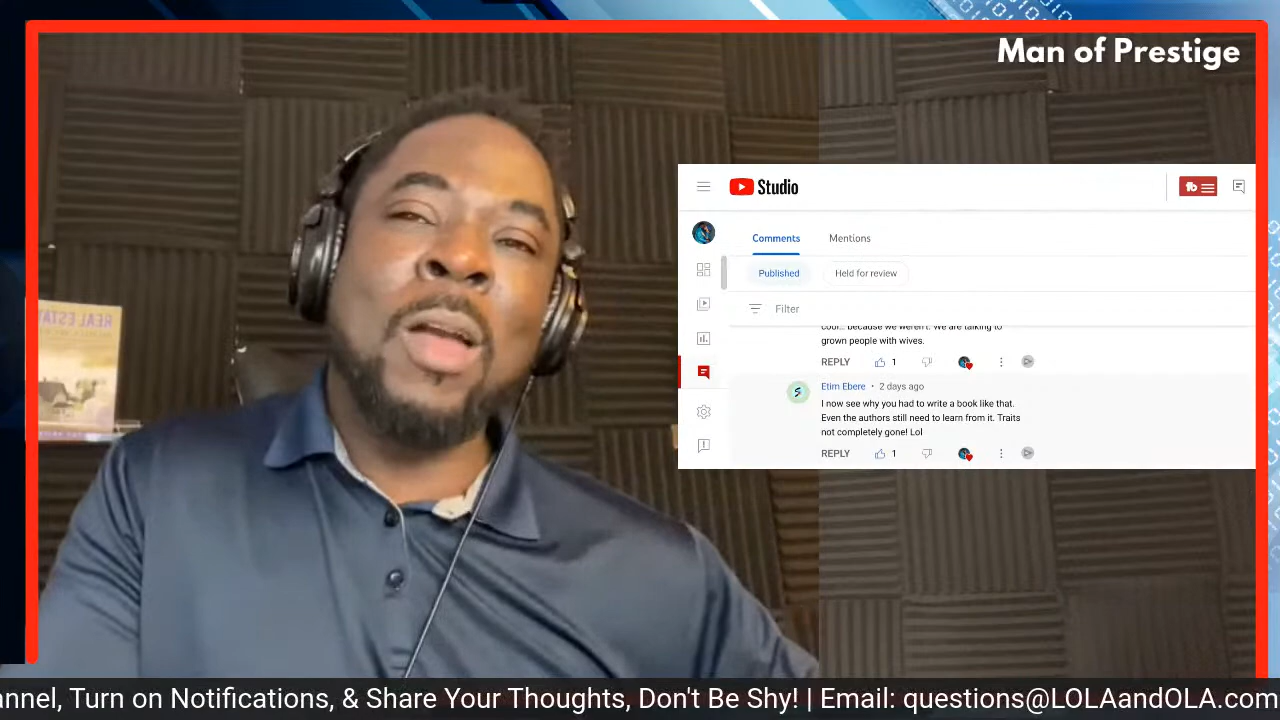 Man of Prestige
Studio
Comments
Mentions
Published
Held for review
Filter
cool... because we weren't. We are talking to
grown people with wives.
REPLY 1
Etim Ebere • 2 days ago
I now see why you had to write a book like that.
Even the authors still need to learn from it. Traits
not completely gone! Lol
REPLY 1
REAL ESTAT
annel, Turn on Notifications, & Share Your Thoughts, Don't Be Shy! | Email: questions@LOLAandOLA.com